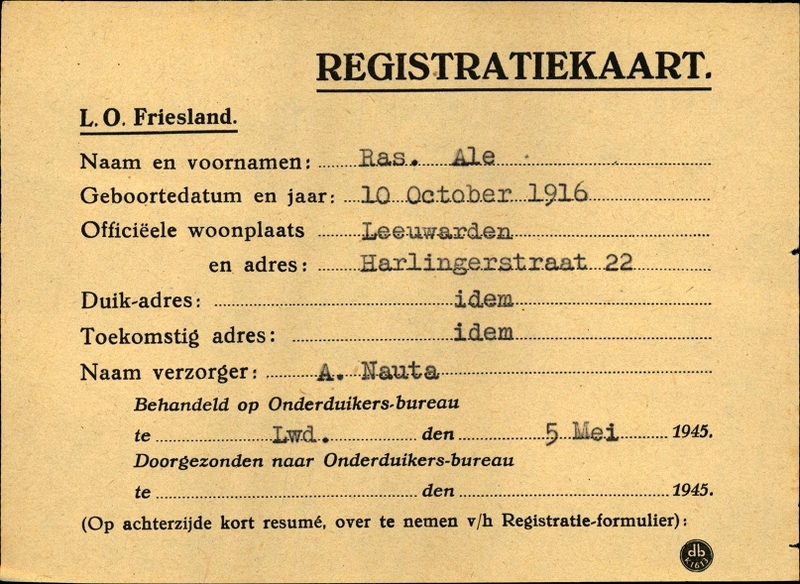 REGISTRATIEKAART.
L. O. Friesland.
Naam en voornamen: Ras. Ale
Geboortedatum en jaar: 10 October 1916
Officiëele woonplaats Leeuwarden
en adres: Harlingerstraat 22
Duik-adres: idem
Toekomstig adres: idem
Naam verzorger: A. Nauta
Behandeld op Onderduikers-bureau
te Lwd. den 5 Mei 1945.
Doorgezonden naar Onderduikers-bureau
te den 1945.
(Op achterzijde kort resumé, over te nemen v/h Registratie-formulier):
db
K1613